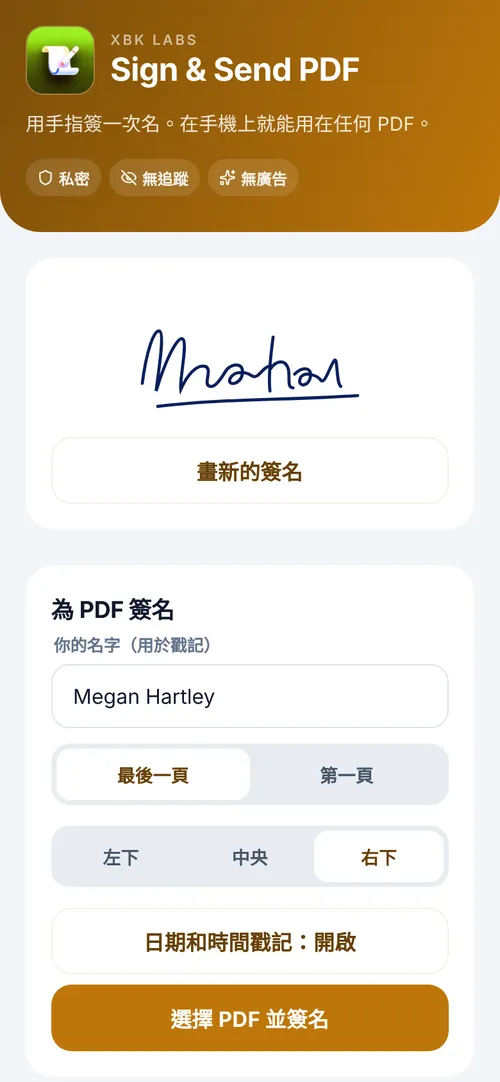 XBK LABS
Sign & Send PDF
用手指簽一次名。在手機上就能用在任何 PDF。
私密
無追蹤
無廣告
畫新的簽名
為 PDF 簽名
你的名字（用於戳記）
Megan Hartley
最後一頁
第一頁
左下
中央
右下
日期和時間戳記：開啟
選擇 PDF 並簽名